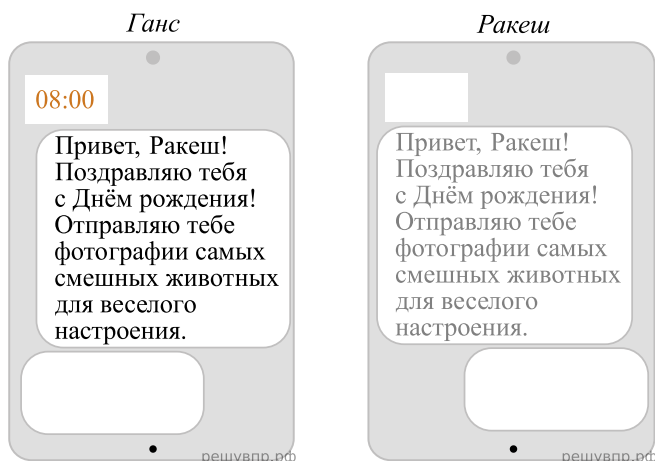 Ганс
08:00
Привет, Ракеш!
Поздравляю тебя
с Днём рождения!
Отправляю тебе
фотографии самых
смешных животных
для веселого
настроения.
решувпр.рф
Ракеш
Привет, Ракеш!
Поздравляю тебя
с Днём рождения!
Отправляю тебе
фотографии самых
смешных животных
для веселого
настроения.
решувпр.рф